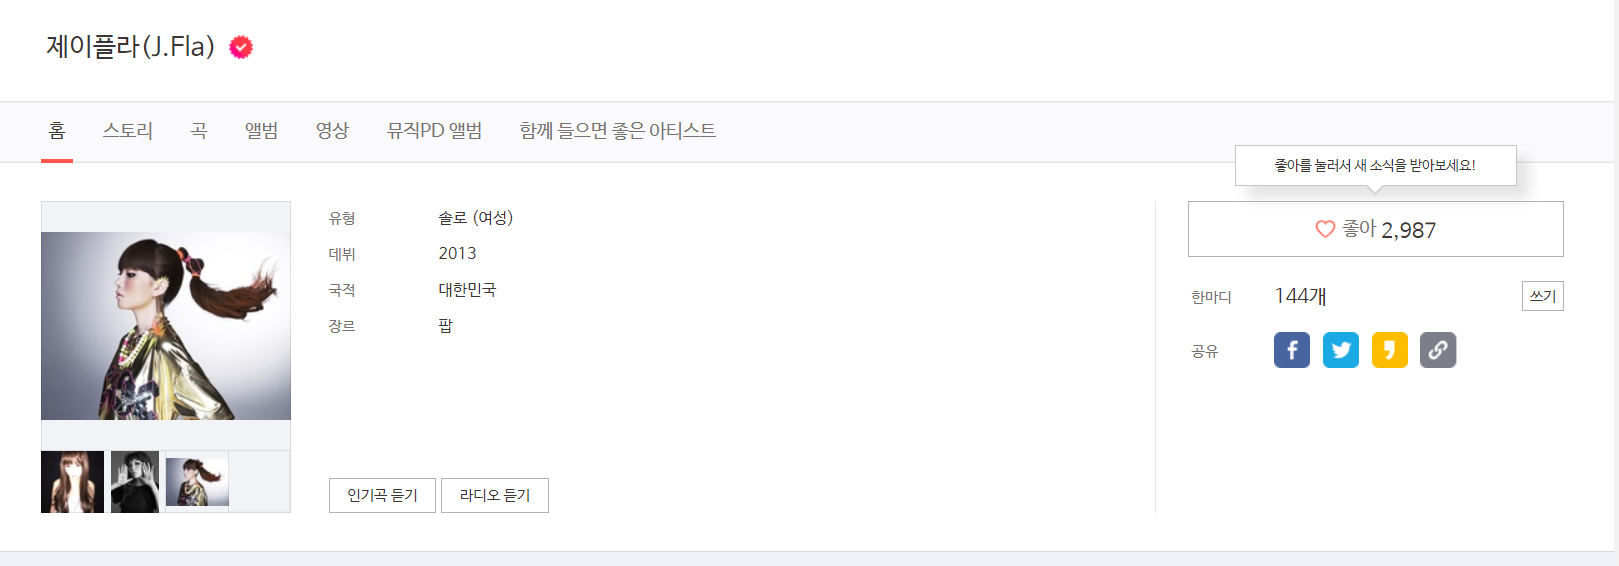 제이플라(J.Fla)
홈 스토리 곡 앨범 영상 뮤직PD 앨범 함께 들으면 좋은 아티스트
좋아를 눌러서 새 소식을 받아보세요!
유형 솔로 (여성)
데뷔 2013
국적 대한민국
장르 팝
인기곡 듣기 라디오 듣기
좋아 2,987
한마디 144개 쓰기
공유